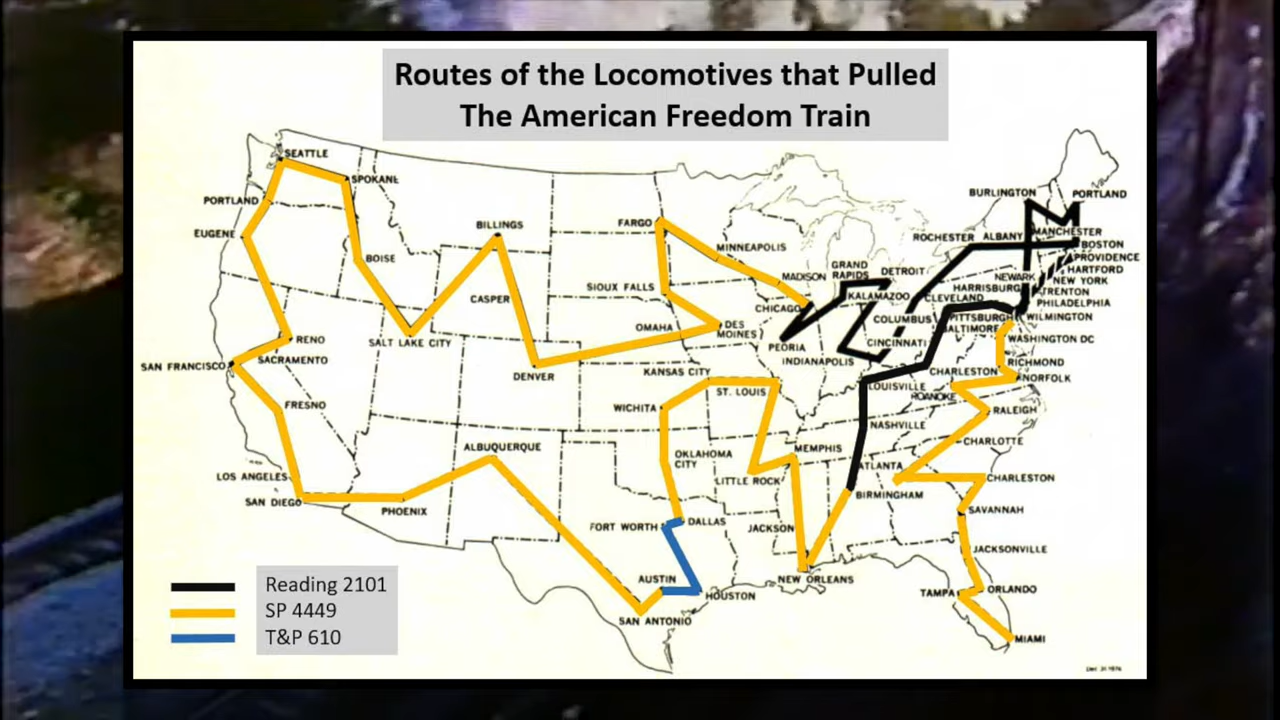 Routes of the Locomotives that Pulled
The American Freedom Train
SEATTLE
SPOKANE
PORTLAND
EUGENE
BOISE
BILLINGS
CASPER
SALT LAKE CITY
RENO
SACRAMENTO
SAN FRANCISCO
FRESNO
LOS ANGELES
SAN DIEGO
PHOENIX
ALBUQUERQUE
DENVER
FARGO
MINNEAPOLIS
SIOUX FALLS
OMAHA
DES
MOINES
MADISON
CHICAGO
GRAND
RAPIDS
DETROIT
KALAMAZOO
PEORIA
INDIANAPOLIS
COLUMBUS
CINCINNATI
CLEVELAND
ROCHESTER
ALBANY
BURLINGTON
PORTLAND
MANCHESTER
BOSTON
PROVIDENCE
HARTFORD
NEW YORK
NEWARK
TRENTON
HARRISBURG
PHILADELPHIA
PITTSBURGH
WILMINGTON
BALTIMORE
WASHINGTON DC
RICHMOND
CHARLESTON
NORFOLK
ROANOKE
RALEIGH
CHARLOTTE
LOUISVILLE
NASHVILLE
KANSAS CITY
ST. LOUIS
WICHITA
OKLAHOMA
CITY
MEMPHIS
LITTLE ROCK
ATLANTA
BIRMINGHAM
CHARLESTON
SAVANNAH
JACKSON
FORT WORTH
DALLAS
JACKSONVILLE
AUSTIN
HOUSTON
NEW ORLEANS
TAMPA
ORLANDO
SAN ANTONIO
MIAMI
Reading 2101
SP 4449
T&P 610